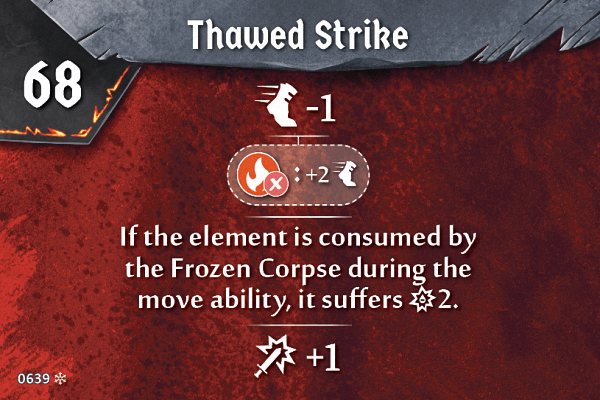 Thawed Strike
68
-1
: +2
If the element is consumed by
the Frozen Corpse during the
move ability, it suffers 2.
+1
0639